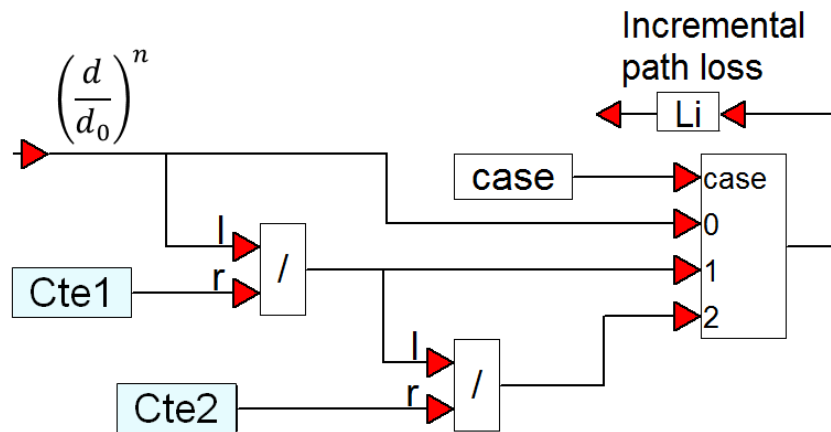 Incremental
path loss
(d/d₀)ⁿ
Li
case
case
0
l
/
1
r
Cte1
2
l
/
r
Cte2